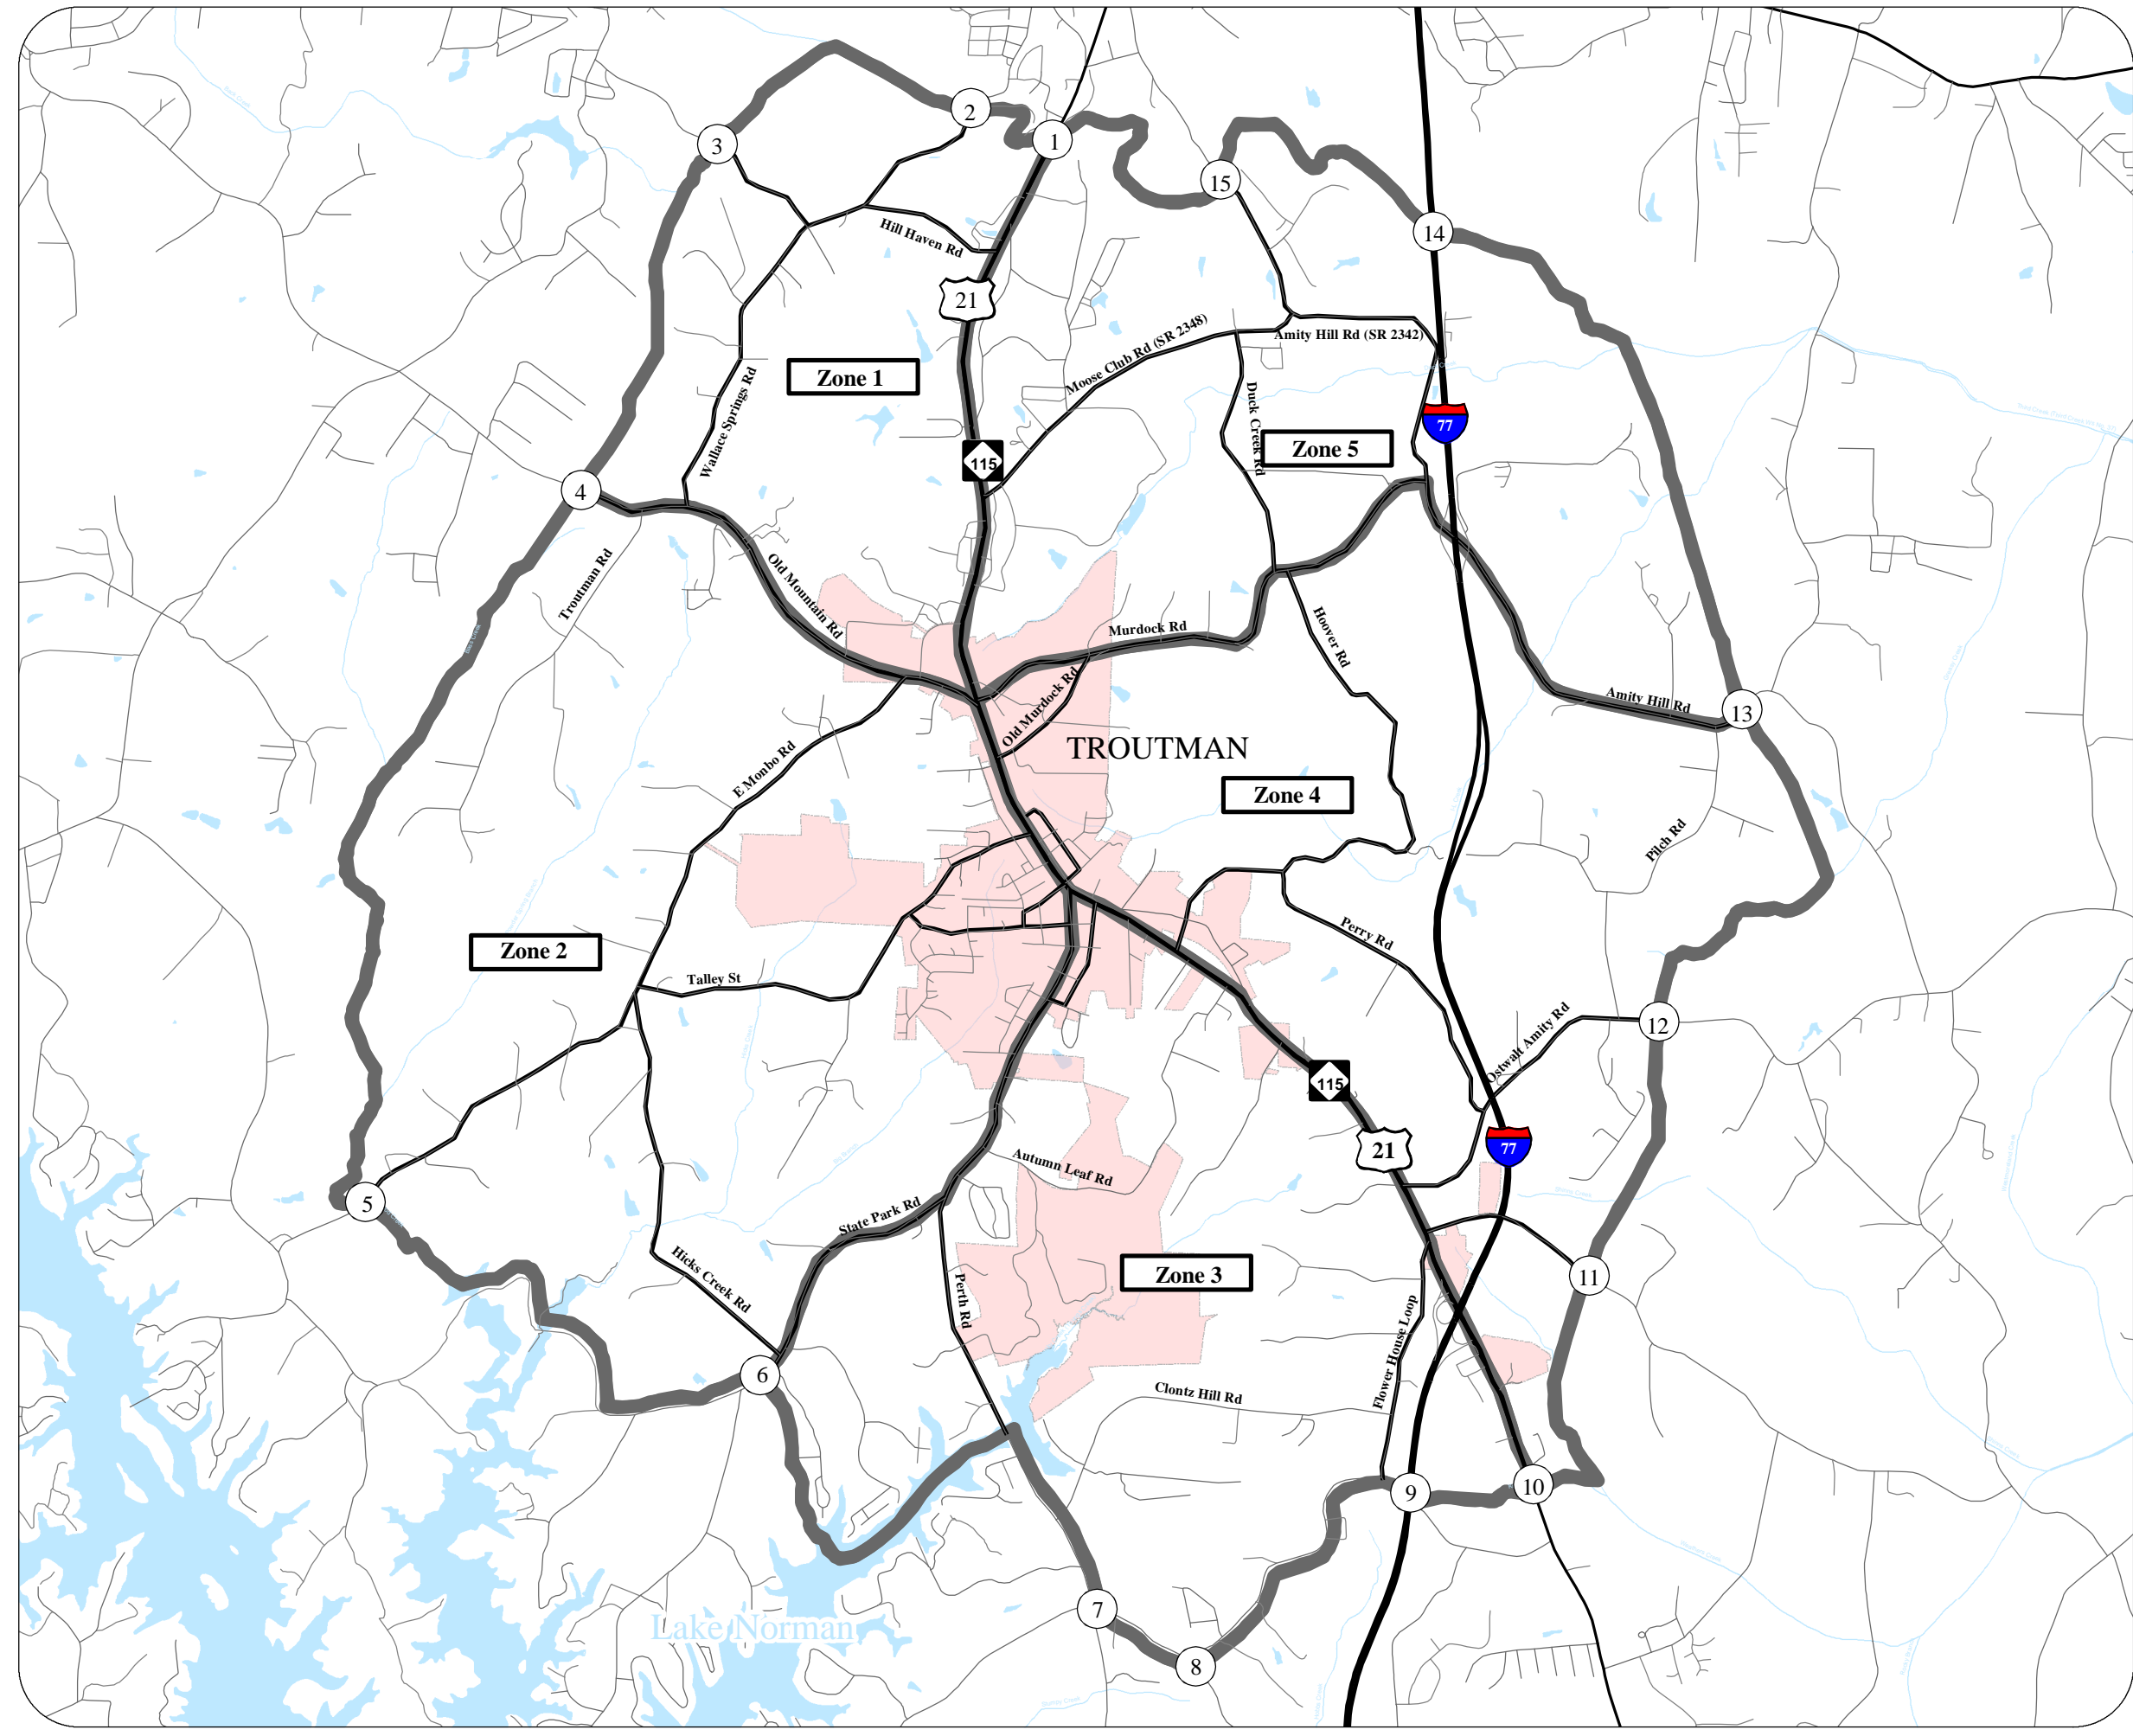 2
1
3
15
14
Hill Haven Rd
21
Moose Club Rd (SR 2348)
Amity Hill Rd (SR 2342)
Zone 1
Wallace Springs Rd
Duck Creek Rd
77
Zone 5
115
4
Old Mountain Rd
Troutman Rd
Murdock Rd
Hoover Rd
Old Murdock Rd
Amity Hill Rd
13
TROUTMAN
E Monbo Rd
Zone 4
Pilch Rd
Perry Rd
Zone 2
Talley St
12
Ostwalt Amity Rd
115
21
77
Autumn Leaf Rd
5
State Park Rd
Hicks Creek Rd
Perth Rd
Zone 3
11
Flower House Loop
6
Clontz Hill Rd
9
10
7
Lake Norman
8